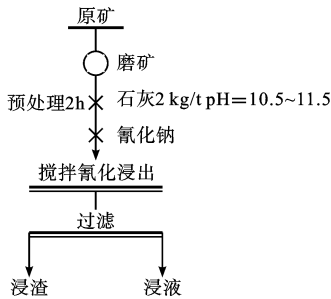 原矿
磨矿
预处理2h 石灰2 kg/t pH=10.5~11.5
氰化钠
搅拌氰化浸出
过滤
浸渣 浸液